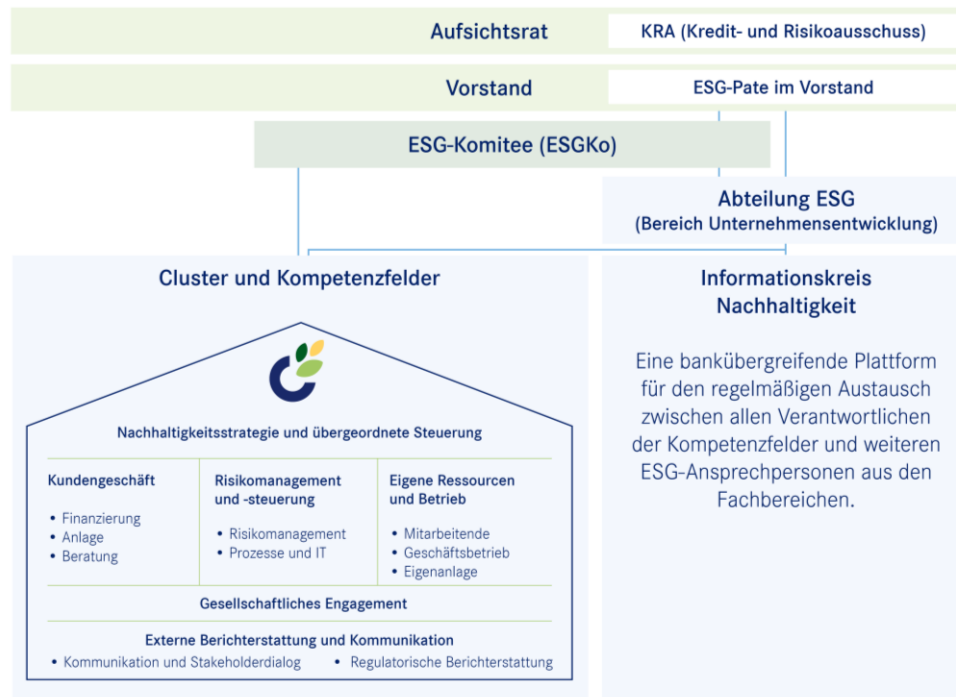 Aufsichtsrat
KRA (Kredit- und Risikoausschuss)
Vorstand
ESG-Pate im Vorstand
ESG-Komitee (ESGKo)
Abteilung ESG
(Bereich Unternehmensentwicklung)
Cluster und Kompetenzfelder
Nachhaltigkeitsstrategie und übergeordnete Steuerung
Kundengeschäft
• Finanzierung
• Anlage
• Beratung
Risikomanagement
und -steuerung
• Risikomanagement
• Prozesse und IT
Eigene Ressourcen
und Betrieb
• Mitarbeitende
• Geschäftsbetrieb
• Eigenanlage
Gesellschaftliches Engagement
Externe Berichterstattung und Kommunikation
• Kommunikation und Stakeholderdialog
• Regulatorische Berichterstattung
Informationskreis
Nachhaltigkeit
Eine bankübergreifende Plattform
für den regelmäßigen Austausch
zwischen allen Verantwortlichen
der Kompetenzfelder und weiteren
ESG-Ansprechpersonen aus den
Fachbereichen.